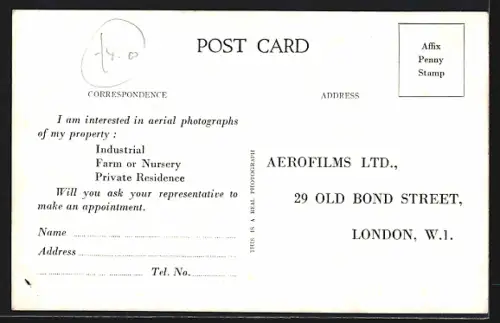 POST CARD
Affix
Penny
Stamp
CORRESPONDENCE
ADDRESS
I am interested in aerial photographs
of my property :
Industrial
Farm or Nursery
Private Residence
Will you ask your representative to
make an appointment.
Name
Address
Tel. No.
THIS IS A REAL PHOTOGRAPH
AEROFILMS LTD.,
29 OLD BOND STREET,
LONDON, W.1.